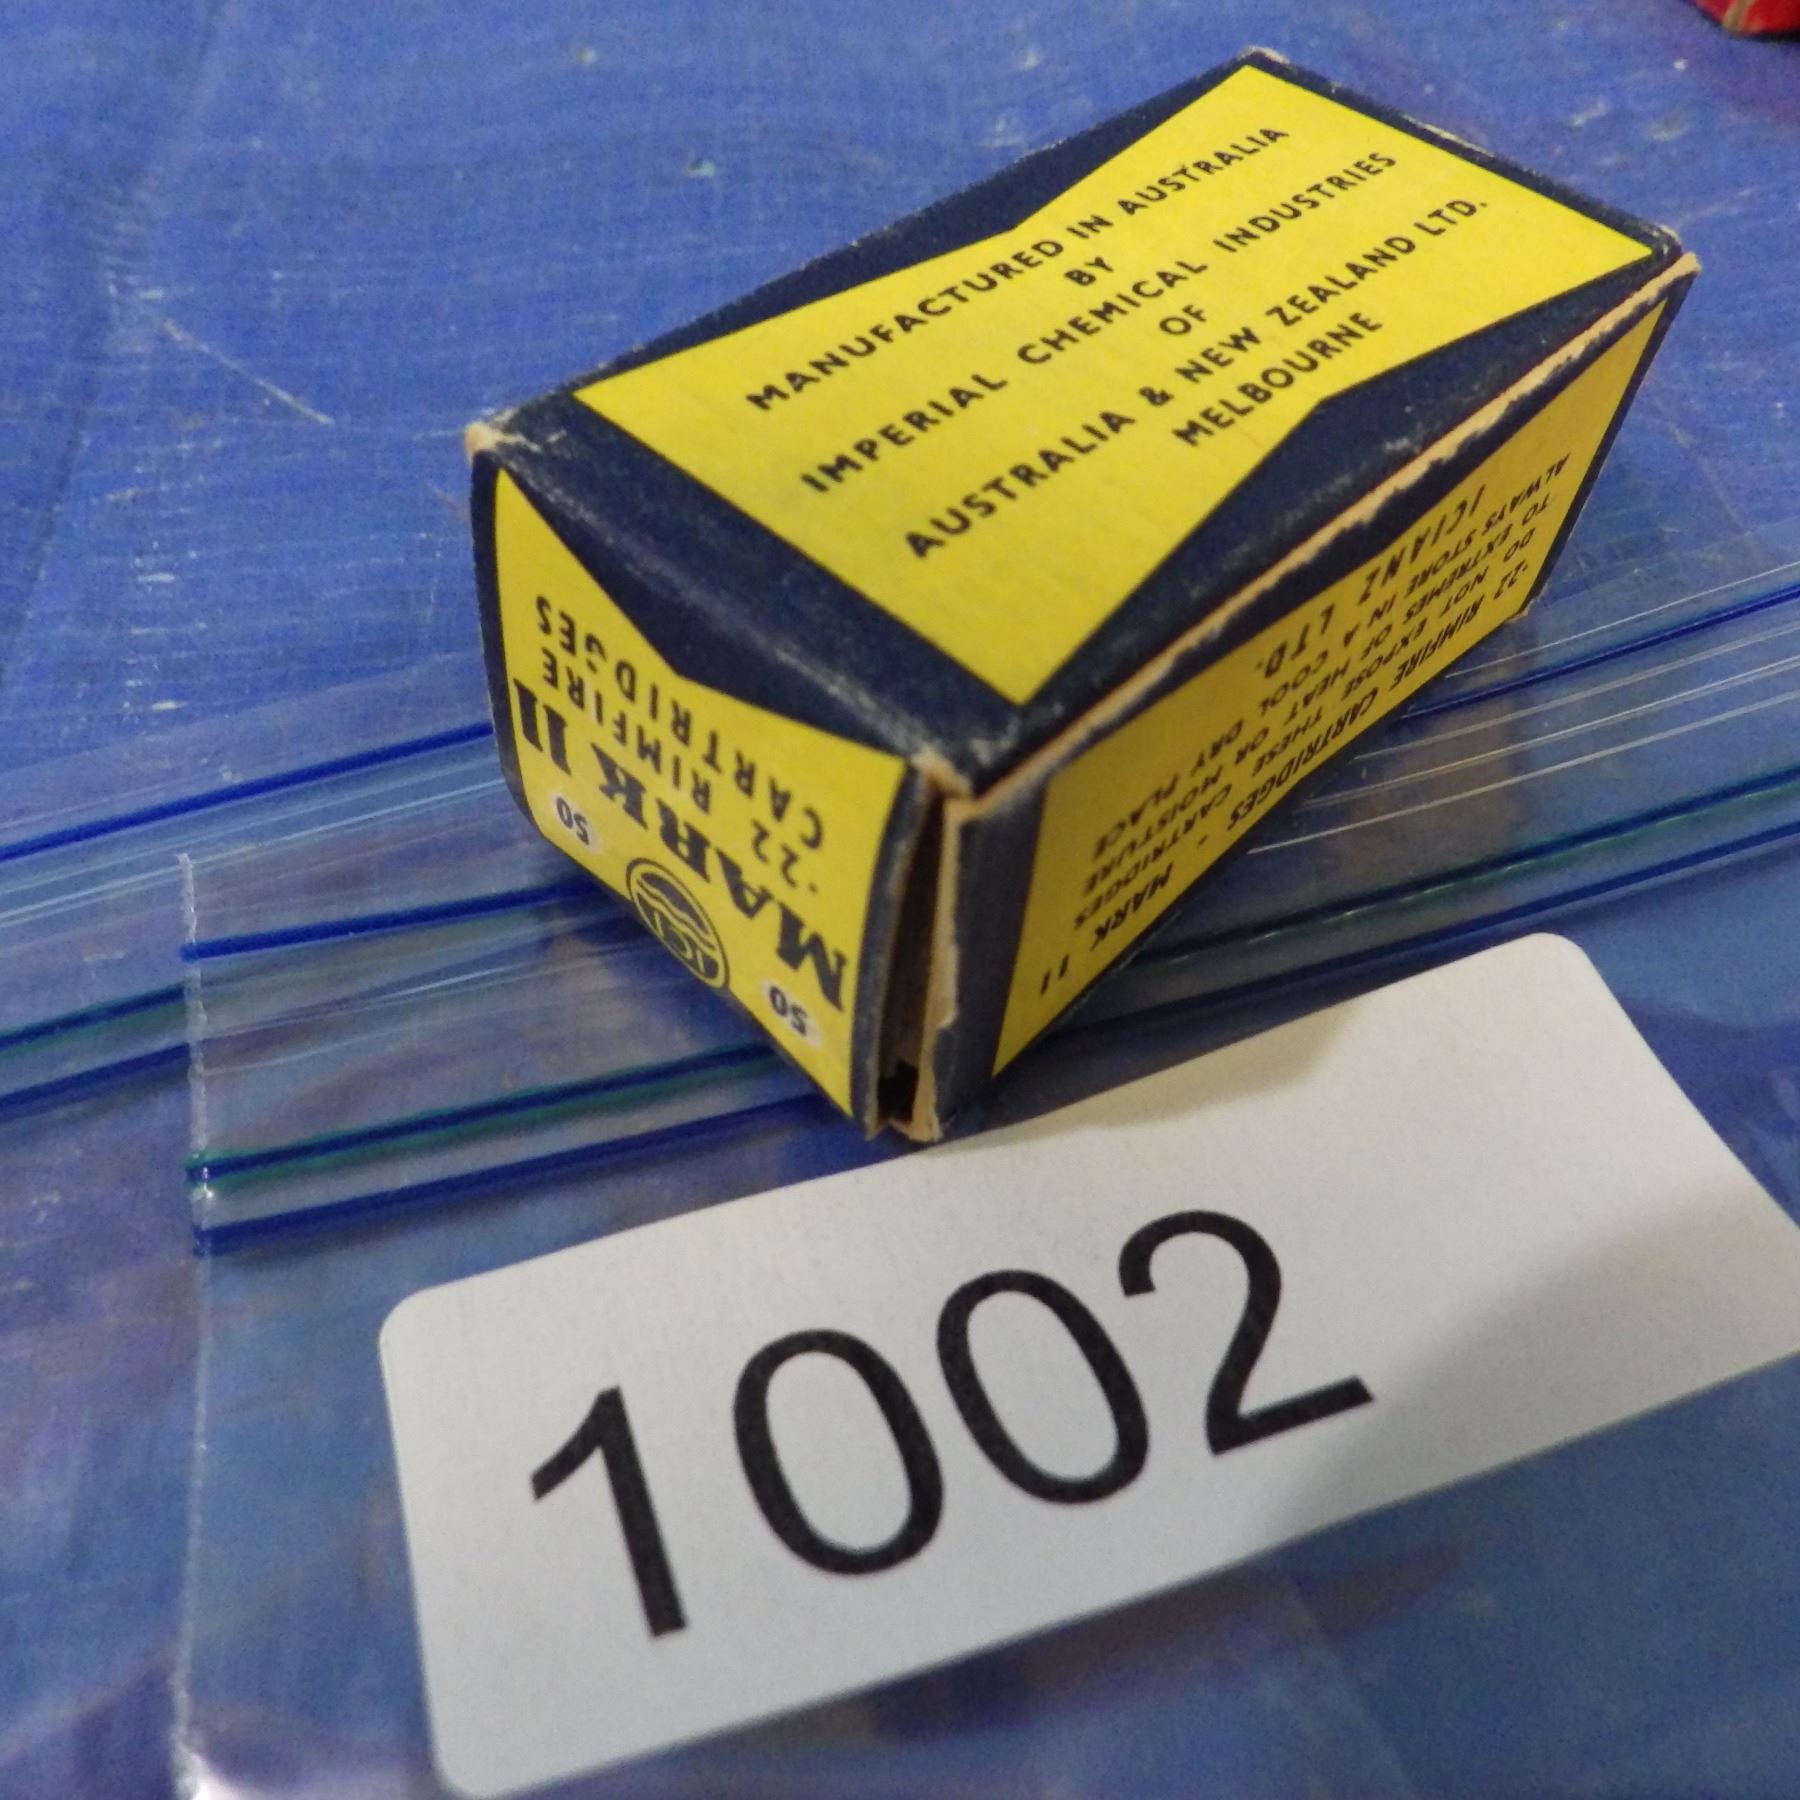 MANUFACTURED IN AUSTRALIA
BY
IMPERIAL CHEMICAL INDUSTRIES
OF
AUSTRALIA & NEW ZEALAND LTD.
MELBOURNE
50 ICI 50
MARK 11
.22 RIMFIRE
CARTRIDGES
.22 RIMFIRE CARTRIDGES - MARK 11
DO NOT EXPOSE THESE CARTRIDGES
TO EXTREMES OF HEAT OR MOISTURE
ALWAYS STORE IN A COOL DRY PLACE
ICIANZ LTD.
1002